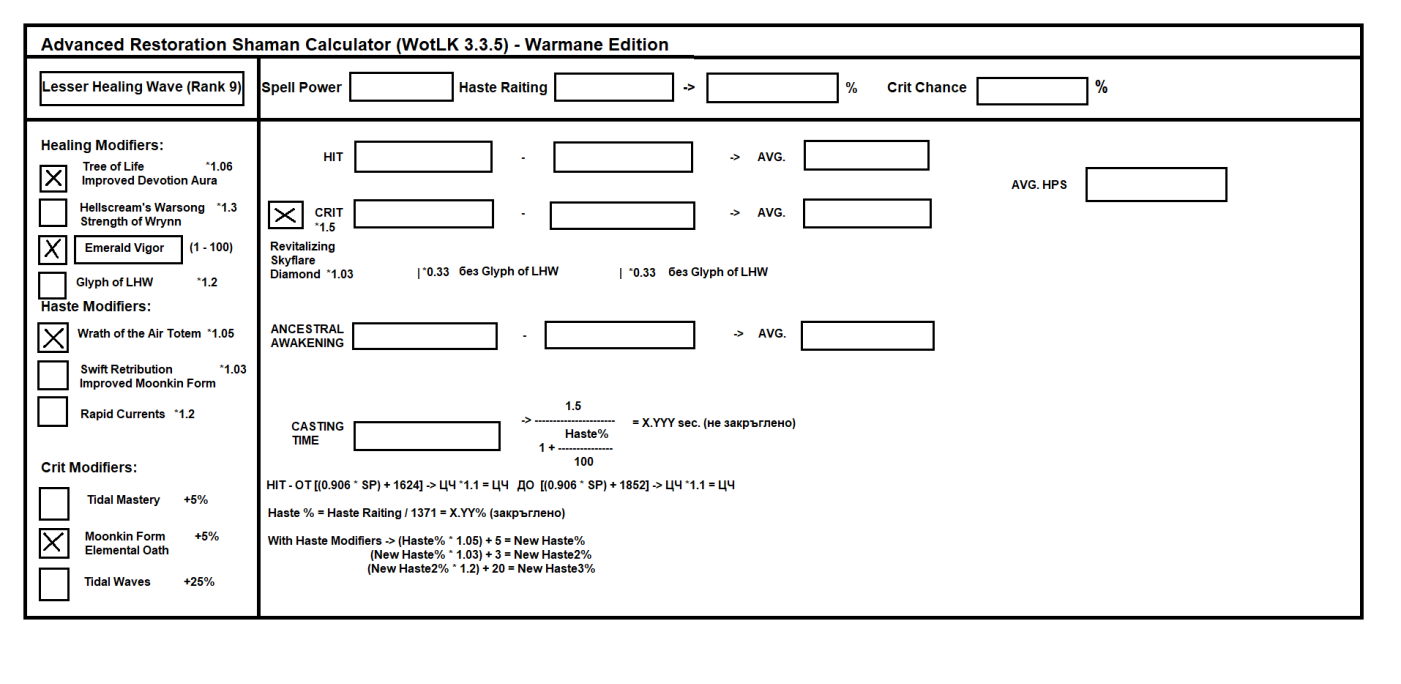 Advanced Restoration Shaman Calculator (WotLK 3.3.5) - Warmane Edition
Lesser Healing Wave (Rank 9)
Spell Power
Haste Raiting
->
%
Crit Chance
%
Healing Modifiers:
Tree of Life *1.06
Improved Devotion Aura
Hellscream's Warsong *1.3
Strength of Wrynn
Emerald Vigor (1 - 100)
Glyph of LHW *1.2
Haste Modifiers:
Wrath of the Air Totem *1.05
Swift Retribution *1.03
Improved Moonkin Form
Rapid Currents *1.2
Crit Modifiers:
Tidal Mastery +5%
Moonkin Form +5%
Elemental Oath
Tidal Waves +25%
HIT - -> AVG.
AVG. HPS
CRIT - -> AVG.
*1.5
Revitalizing
Skyflare
Diamond *1.03 | *0.33 без Glyph of LHW | *0.33 без Glyph of LHW
ANCESTRAL
AWAKENING - -> AVG.
CASTING
TIME
1.5
-> ---------------------- = X.YYY sec. (не закръглено)
Haste%
1 + ---------------
100
HIT - ОТ [(0.906 * SP) + 1624] -> ЦЧ *1.1 = ЦЧ ДО [(0.906 * SP) + 1852] -> ЦЧ *1.1 = ЦЧ
Haste % = Haste Raiting / 1371 = X.YY% (закръглено)
With Haste Modifiers -> (Haste% * 1.05) + 5 = New Haste%
(New Haste% * 1.03) + 3 = New Haste2%
(New Haste2% * 1.2) + 20 = New Haste3%